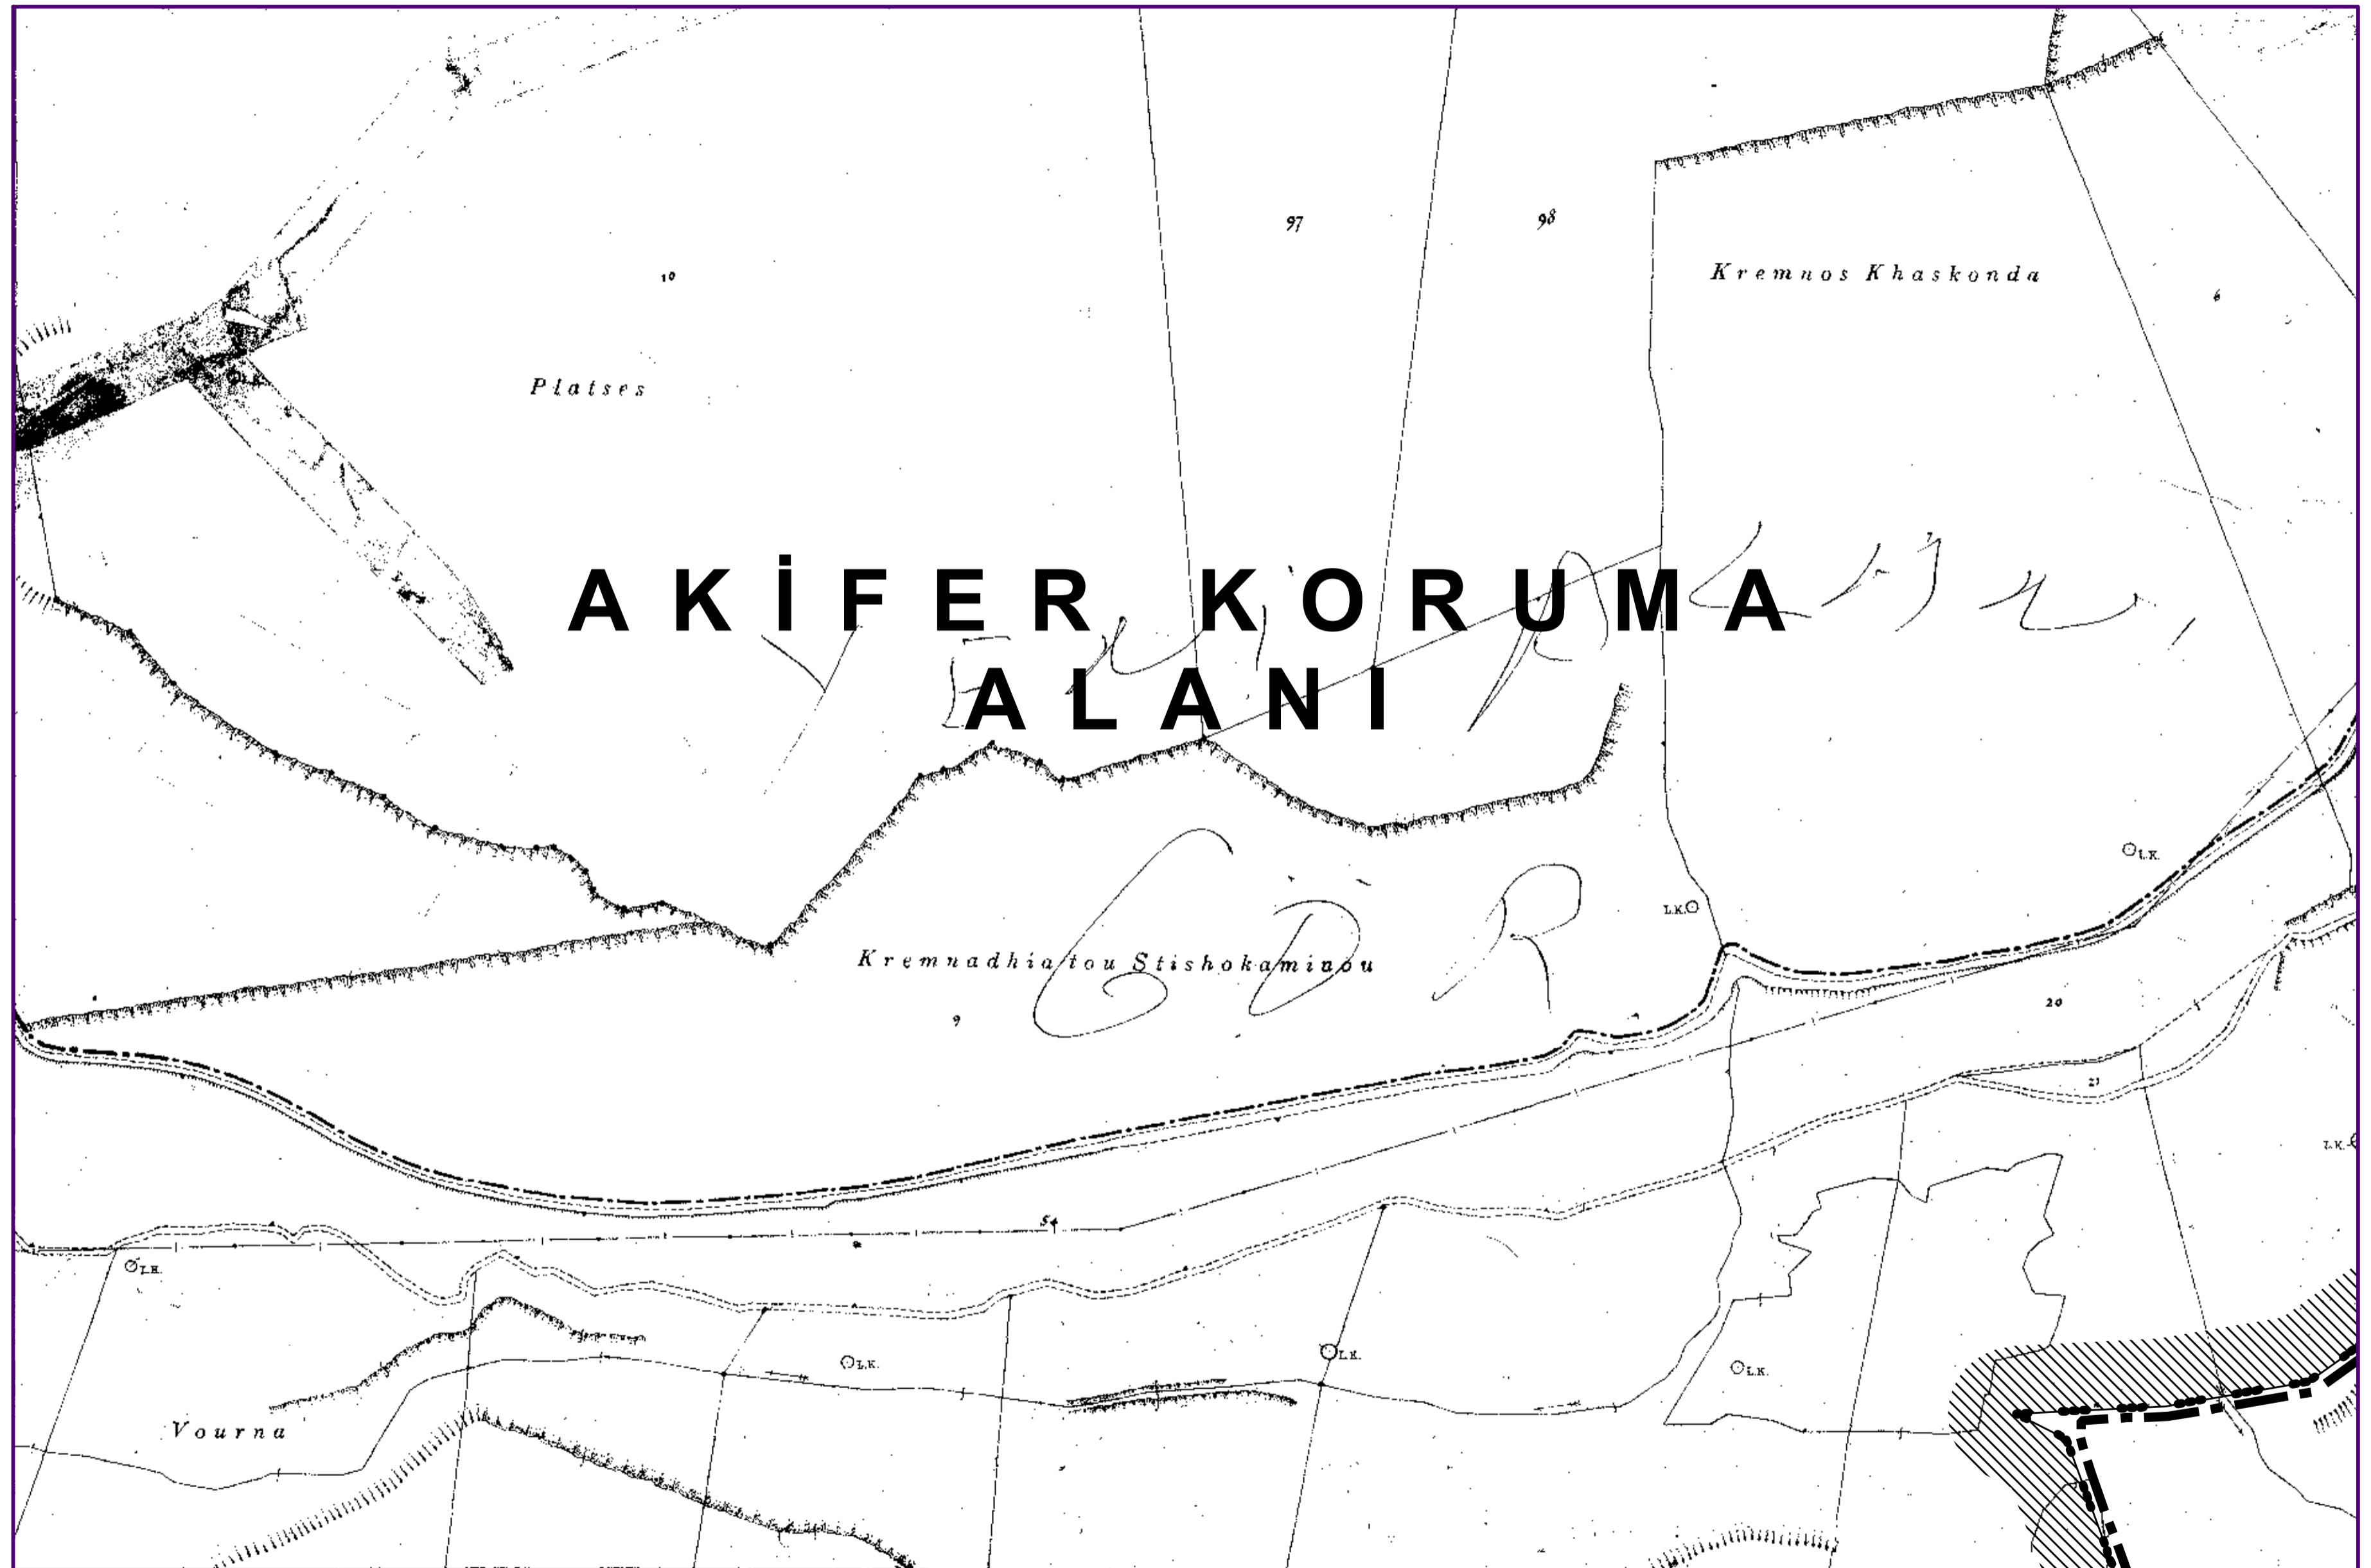 97
98
Kremnos Khaskonda
10
6
Platses
7
AKİFER KORUMA
ALANI
L.K.
L.K.
Kremnadhia tou Stishokaminou
9
20
21
L.K.
54
L.K.
L.K.
L.K.
L.K.
Vourna